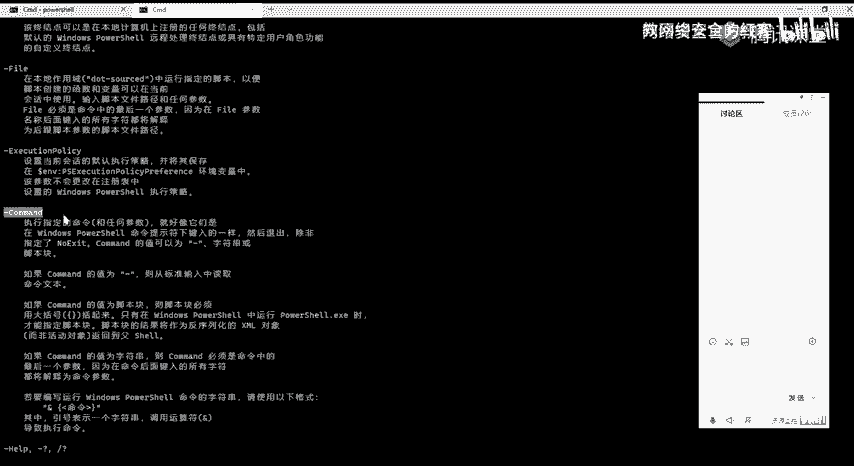 Cmd - powershell
Cmd
该终结点可以是在本地计算机上注册的任何终结点，包括
默认的 Windows PowerShell 远程处理终结点或具有特定用户角色功能
的自定义终结点。
-File
在本地作用域("dot-sourced")中运行指定的脚本，以便
脚本创建的函数和变量可以在当前
会话中使用。输入脚本文件路径和任何参数。
File 必须是命令中的最后一个参数，因为在 File 参数
名称后面键入的所有字符都将解释
为后跟脚本参数的脚本文件路径。
-ExecutionPolicy
设置当前会话的默认执行策略，并将其保存
在 $env:PSExecutionPolicyPreference 环境变量中。
该参数不会更改在注册表中
设置的 Windows PowerShell 执行策略。
-Command
执行指定的命令(和任何参数)，就好像它们是
在 Windows PowerShell 命令提示符下键入的一样，然后退出，除非
指定了 NoExit。Command 的值可以为 "-"、字符串或
脚本块。
如果 Command 的值为 "-"，则从标准输入中读取
命令文本。
如果 Command 的值为脚本块，则脚本块必须
用大括号({})括起来。只有在 Windows PowerShell 中运行 PowerShell.exe 时，
才能指定脚本块。脚本块的结果将作为反序列化的 XML 对象
(而非活动对象)返回到父 Shell。
如果 Command 的值为字符串，则 Command 必须是命令中的
最后一个参数，因为在命令后面键入的所有字符
都将解释为命令参数。
若要编写运行 Windows PowerShell 命令的字符串，请使用以下格式:
"& {<命令>}"
其中，引号表示一个字符串，调用运算符(&)
导致执行命令。
-Help, -?, /?
教网络安全的红客
腾讯课堂
bilibili
讨论区
发送